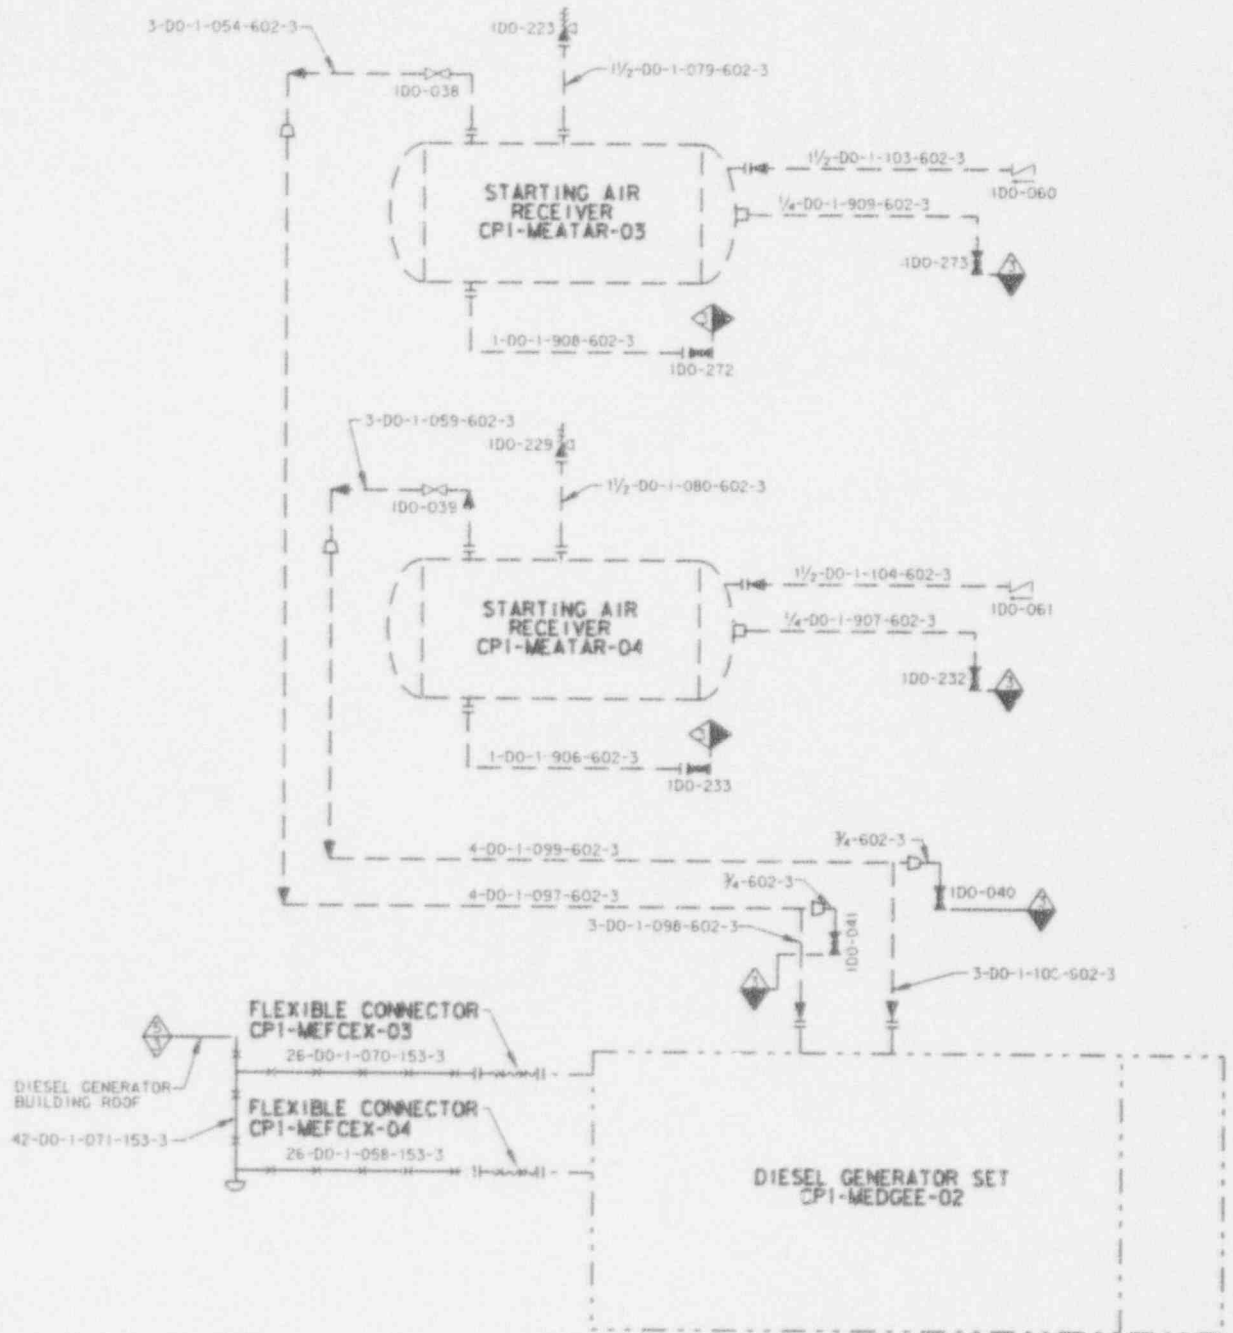 3-DO-1-054-602-3
1DO-223
1½-DO-1-079-602-3
1DO-038
STARTING AIR
RECEIVER
CP1-MEATAR-03
1½-DO-1-103-602-3
1DO-060
¼-DO-1-909-602-3
1DO-273
3
1-DO-1-908-602-3
1DO-272
3-DO-1-059-602-3
1DO-229
1½-DO-1-080-602-3
1DO-039
STARTING AIR
RECEIVER
CP1-MEATAR-04
1½-DO-1-104-602-3
1DO-061
¼-DO-1-907-602-3
1DO-232
1-DO-1-906-602-3
1DO-233
4-DO-1-099-602-3
¾-602-3
1DO-040
4-DO-1-097-602-3
¾-602-3
3-DO-1-098-602-3
1DO-041
FLEXIBLE CONNECTOR
CP1-MEFCEX-03
26-DO-1-070-153-3
DIESEL GENERATOR
BUILDING ROOF
FLEXIBLE CONNECTOR
CP1-MEFCEX-04
42-DO-1-071-153-3
26-DO-1-058-153-3
DIESEL GENERATOR SET
CP1-MEDGEE-02